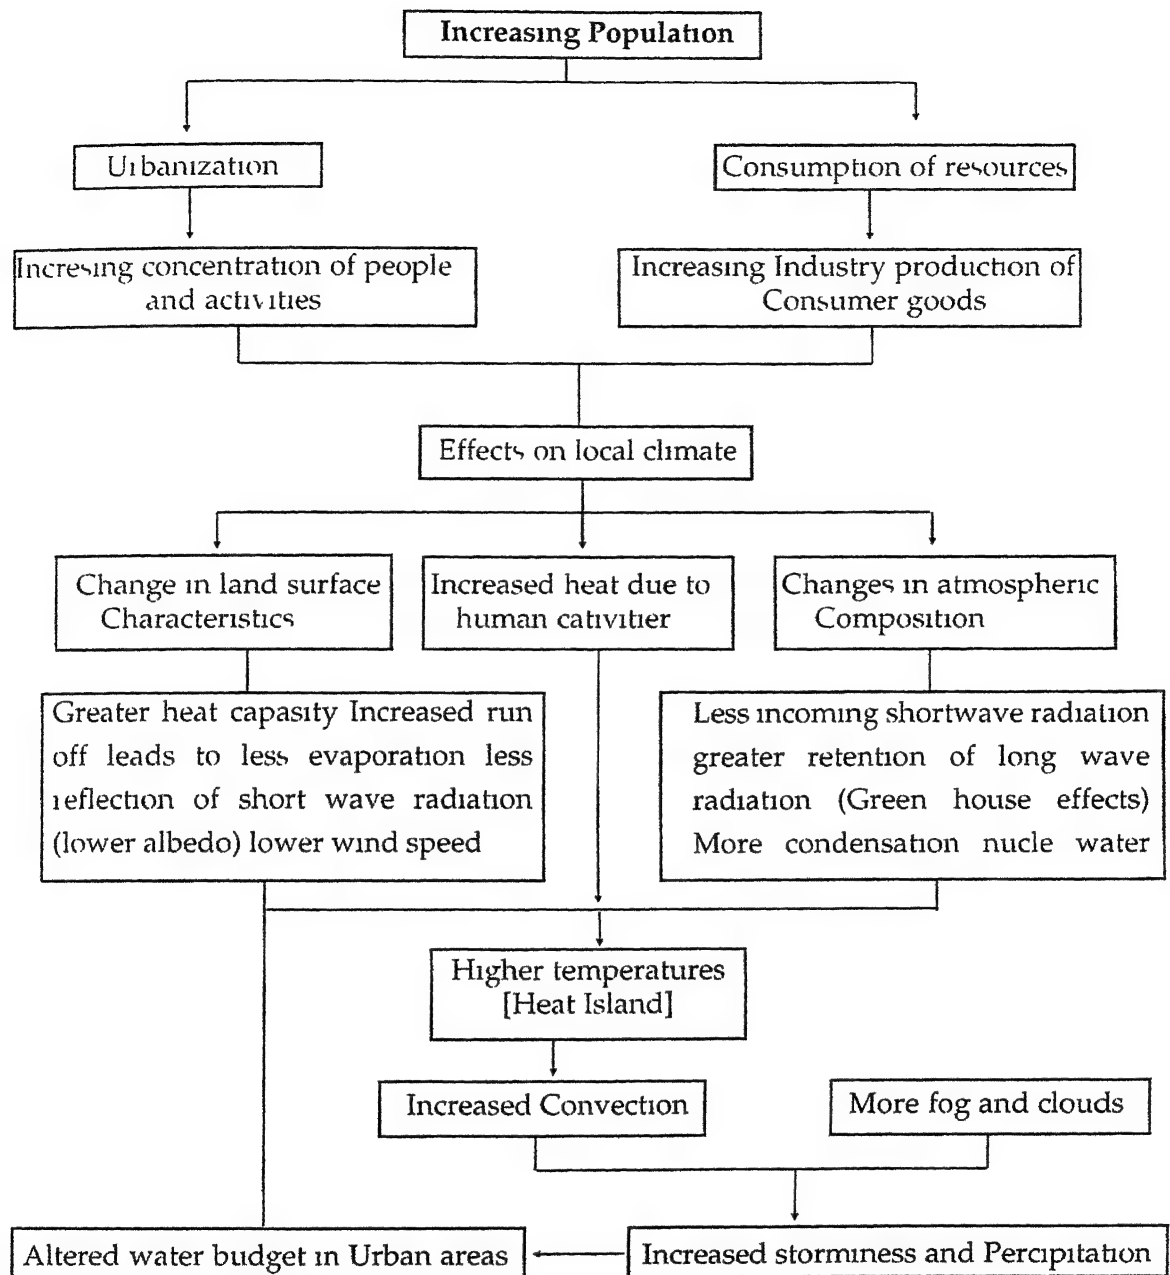 Increasing Population
Urbanization
Consumption of resources
Incresing concentration of people
and activities
Increasing Industry production of
Consumer goods
Effects on local climate
Change in land surface
Characteristics
Increased heat due to
human cativitier
Changes in atmospheric
Composition
Greater heat capasity Increased run
off leads to less evaporation less
reflection of short wave radiation
(lower albedo) lower wind speed
Less incoming shortwave radiation
greater retention of long wave
radiation (Green house effects)
More condensation nucle water
Higher temperatures
[Heat Island]
Increased Convection
More fog and clouds
Altered water budget in Urban areas
Increased storminess and Percipitation